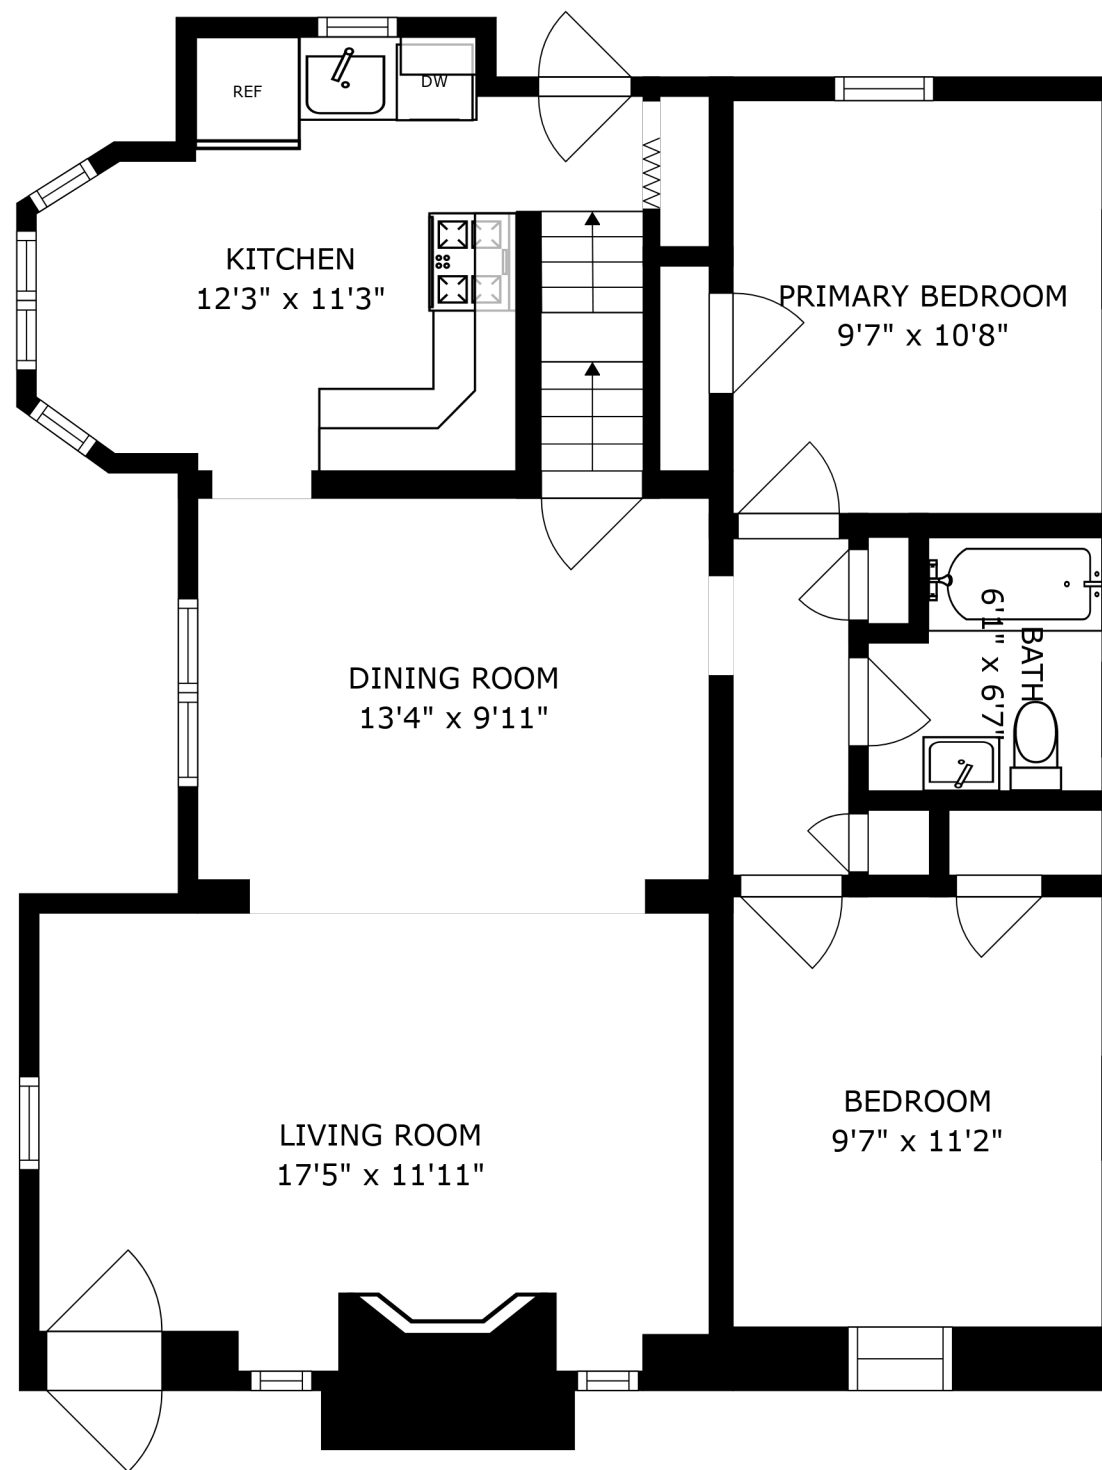 REF
DW
KITCHEN
12'3" x 11'3"
PRIMARY BEDROOM
9'7" x 10'8"
DINING ROOM
13'4" x 9'11"
BATH
6'1" x 6'7"
LIVING ROOM
17'5" x 11'11"
BEDROOM
9'7" x 11'2"